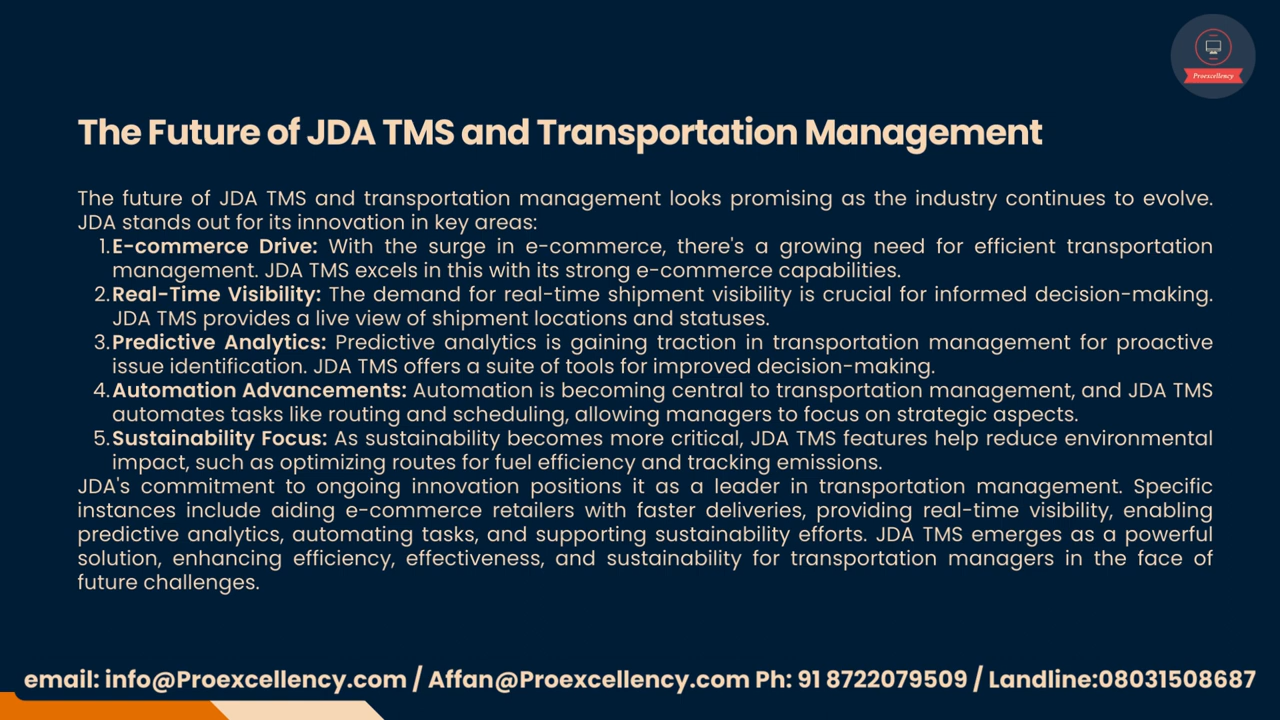 Proexcellency
The Future of JDA TMS and Transportation Management
The future of JDA TMS and transportation management looks promising as the industry continues to evolve.
JDA stands out for its innovation in key areas:
1. E-commerce Drive: With the surge in e-commerce, there's a growing need for efficient transportation
management. JDA TMS excels in this with its strong e-commerce capabilities.
2. Real-Time Visibility: The demand for real-time shipment visibility is crucial for informed decision-making.
JDA TMS provides a live view of shipment locations and statuses.
3. Predictive Analytics: Predictive analytics is gaining traction in transportation management for proactive
issue identification. JDA TMS offers a suite of tools for improved decision-making.
4. Automation Advancements: Automation is becoming central to transportation management, and JDA TMS
automates tasks like routing and scheduling, allowing managers to focus on strategic aspects.
5. Sustainability Focus: As sustainability becomes more critical, JDA TMS features help reduce environmental
impact, such as optimizing routes for fuel efficiency and tracking emissions.
JDA's commitment to ongoing innovation positions it as a leader in transportation management. Specific
instances include aiding e-commerce retailers with faster deliveries, providing real-time visibility, enabling
predictive analytics, automating tasks, and supporting sustainability efforts. JDA TMS emerges as a powerful
solution, enhancing efficiency, effectiveness, and sustainability for transportation managers in the face of
future challenges.
email: info@Proexcellency.com / Affan@Proexcellency.com Ph: 91 8722079509 / Landline:08031508687